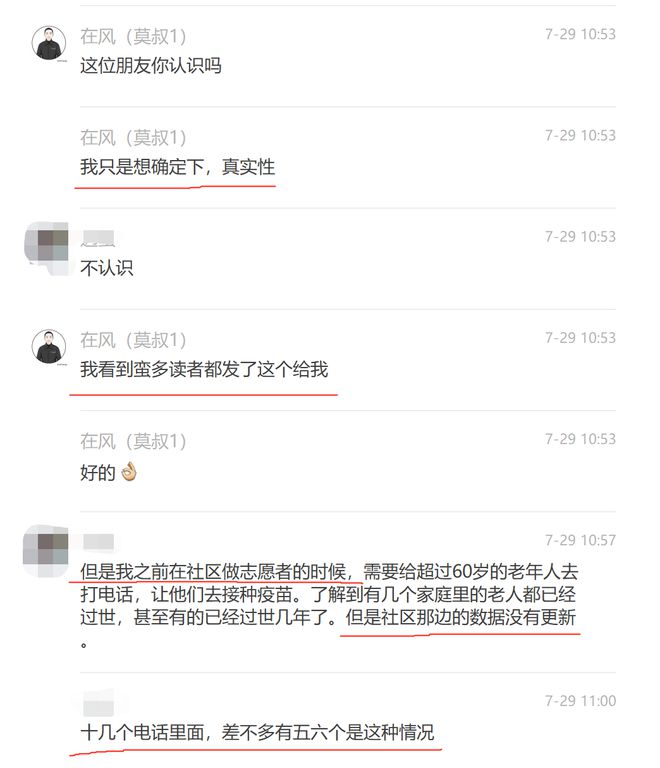 在风（莫叔1）
7-29 10:53
这位朋友你认识吗
在风（莫叔1）
7-29 10:53
我只是想确定下，真实性
7-29 10:53
不认识
在风（莫叔1）
7-29 10:53
我看到蛮多读者都发了这个给我
在风（莫叔1）
7-29 10:53
好的👌🏼
7-29 10:57
但是我之前在社区做志愿者的时候，需要给超过60岁的老年人去
打电话，让他们去接种疫苗。了解到有几个家庭里的老人都已经
过世，甚至有的已经过世几年了。但是社区那边的数据没有更新
。
7-29 11:00
十几个电话里面，差不多有五六个是这种情况